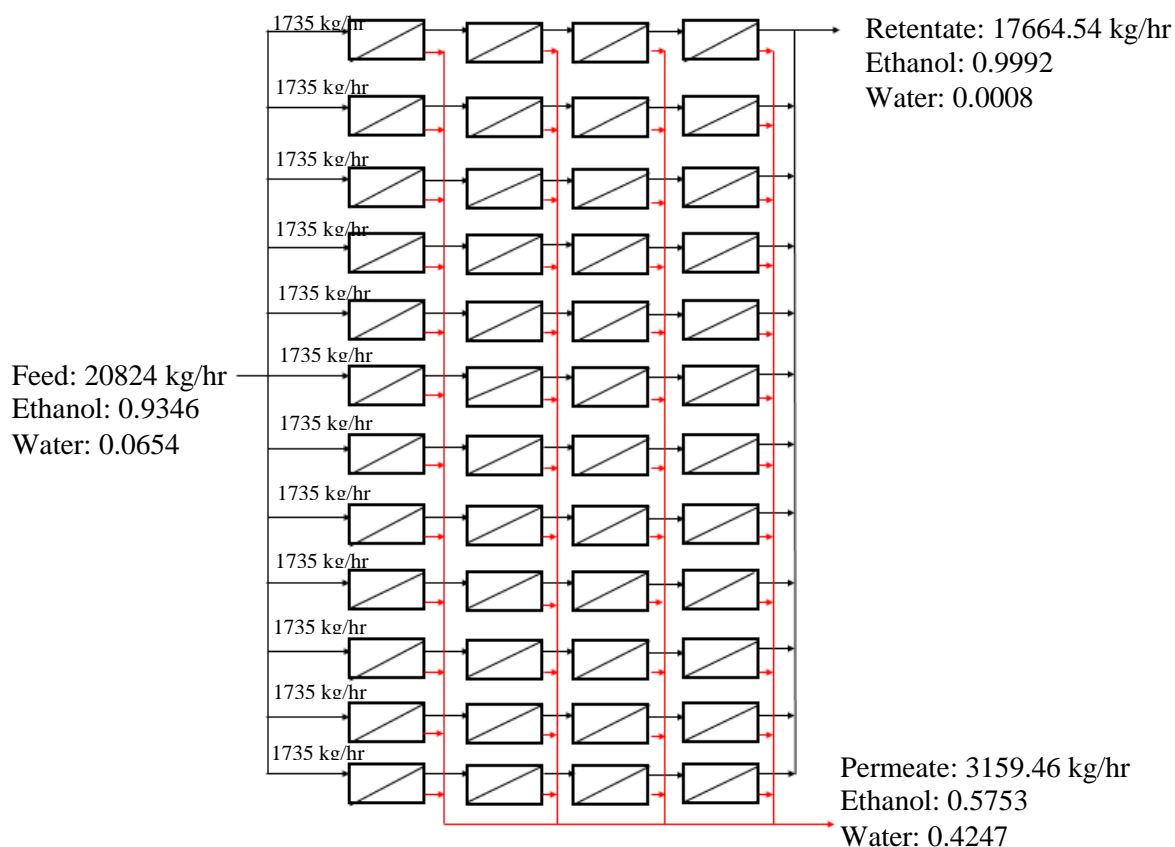 1735 kg/hr
Retentate: 17664.54 kg/hr
Ethanol: 0.9992
Water: 0.0008
1735 kg/hr
1735 kg/hr
1735 kg/hr
1735 kg/hr
1735 kg/hr
Feed: 20824 kg/hr
Ethanol: 0.9346
Water: 0.0654
1735 kg/hr
1735 kg/hr
1735 kg/hr
1735 kg/hr
1735 kg/hr
1735 kg/hr
Permeate: 3159.46 kg/hr
Ethanol: 0.5753
Water: 0.4247